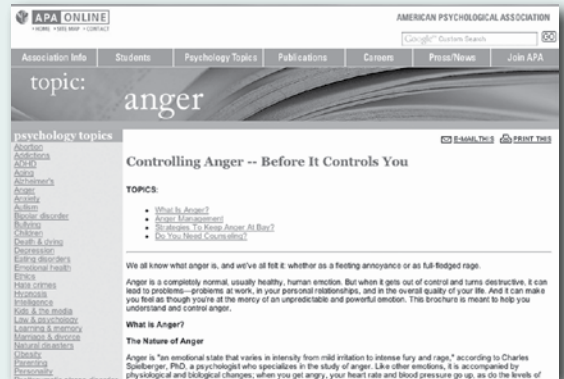 APA ONLINE
• HOME • SITE MAP • CONTACT
AMERICAN PSYCHOLOGICAL ASSOCIATION
Google™ Custom Search GO
Association Info Students Psychology Topics Publications Careers Press/News Join APA
topic:
anger
psychology topics
Abortion
Addictions
ADHD
Aging
Alzheimer's
Anger
Anxiety
Autism
Bipolar disorder
Bullying
Children
Death & dying
Depression
Eating disorders
Emotional health
Ethics
Hate crimes
Hypnosis
Intelligence
Kids & the media
Law & psychology
Learning & memory
Marriage & divorce
Natural disasters
Obesity
Parenting
Personality
E-MAIL THIS PRINT THIS
Controlling Anger -- Before It Controls You
TOPICS:
• What Is Anger?
• Anger Management
• Strategies To Keep Anger At Bay?
• Do You Need Counseling?
We all know what anger is, and we've all felt it: whether as a fleeting annoyance or as full-fledged rage.
Anger is a completely normal, usually healthy, human emotion. But when it gets out of control and turns destructive, it can
lead to problems—problems at work, in your personal relationships, and in the overall quality of your life. And it can make
you feel as though you're at the mercy of an unpredictable and powerful emotion. This brochure is meant to help you
understand and control anger.
What is Anger?
The Nature of Anger
Anger is "an emotional state that varies in intensity from mild irritation to intense fury and rage," according to Charles
Spielberger, PhD, a psychologist who specializes in the study of anger. Like other emotions, it is accompanied by
physiological and biological changes; when you get angry, your heart rate and blood pressure go up, as do the levels of